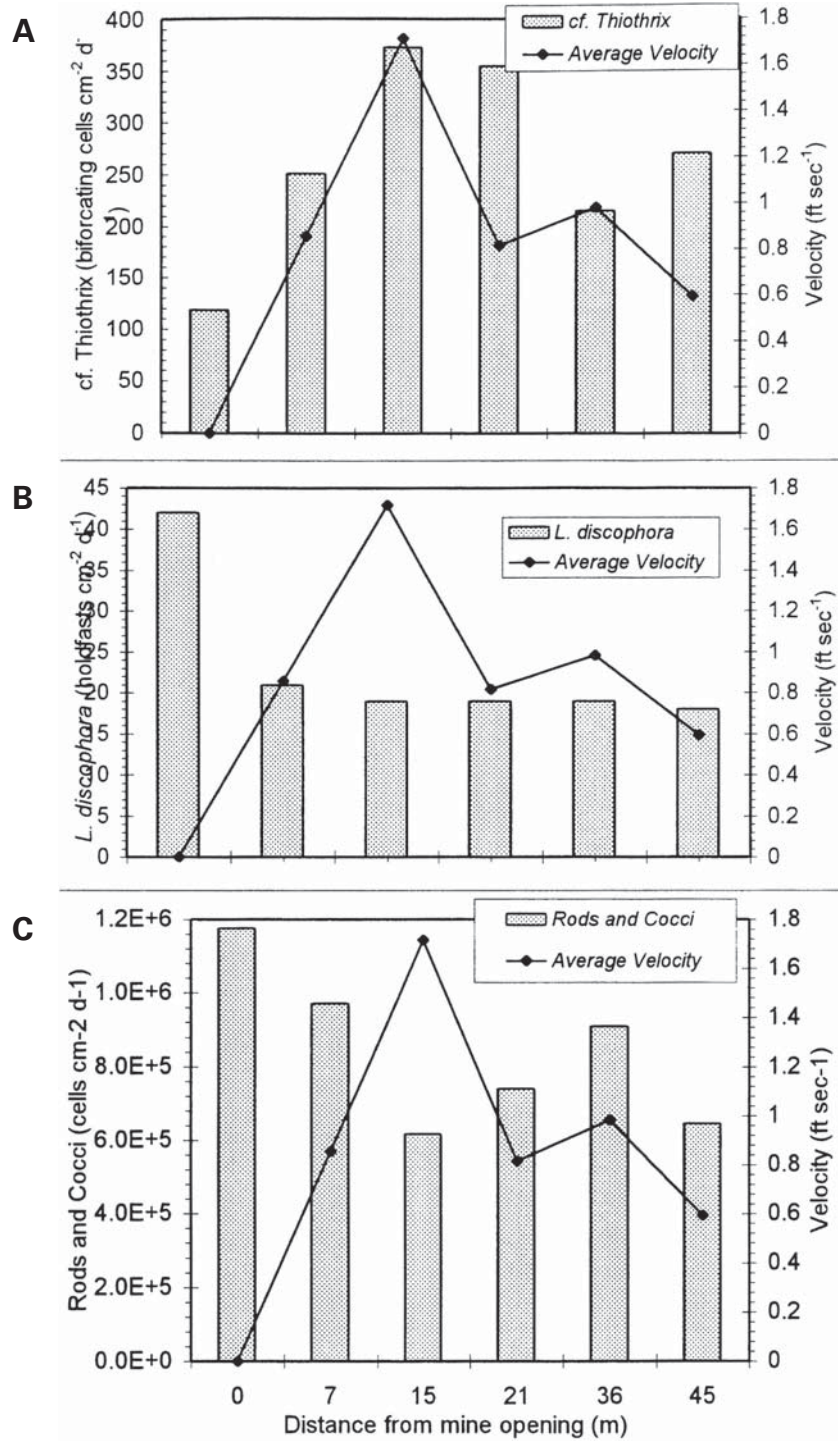 A
cf. Thiothrix (biforcating cells cm-2 d-
1)
400
350
300
250
200
150
100
50
0
cf. Thiothrix
Average Velocity
1.8
1.6
1.4
1.2
1
0.8
0.6
0.4
0.2
0
Velocity (ft sec-1)
B
L. discophora (holdfasts cm-2 d-1)
45
40
35
30
25
20
15
10
5
0
L. discophora
Average Velocity
1.8
1.6
1.4
1.2
1
0.8
0.6
0.4
0.2
0
Velocity (ft sec-1)
C
Rods and Cocci (cells cm-2 d-1)
1.2E+6
1.0E+6
8.0E+5
6.0E+5
4.0E+5
2.0E+5
0.0E+0
Rods and Cocci
Average Velocity
1.8
1.6
1.4
1.2
1
0.8
0.6
0.4
0.2
0
Velocity (ft sec-1)
0 7 15 21 36 45
Distance from mine opening (m)